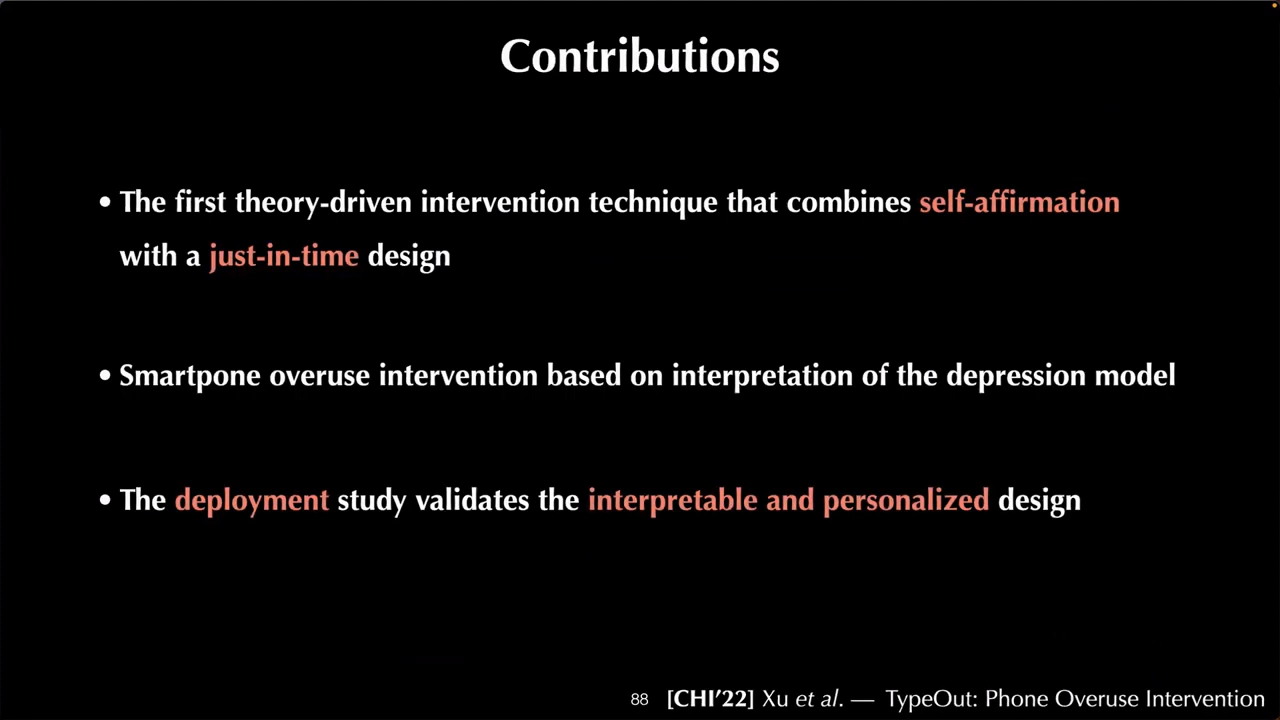 Contributions
• The first theory-driven intervention technique that combines self-affirmation
with a just-in-time design
• Smartpone overuse intervention based on interpretation of the depression model
• The deployment study validates the interpretable and personalized design
88 [CHI'22] Xu et al. — TypeOut: Phone Overuse Intervention